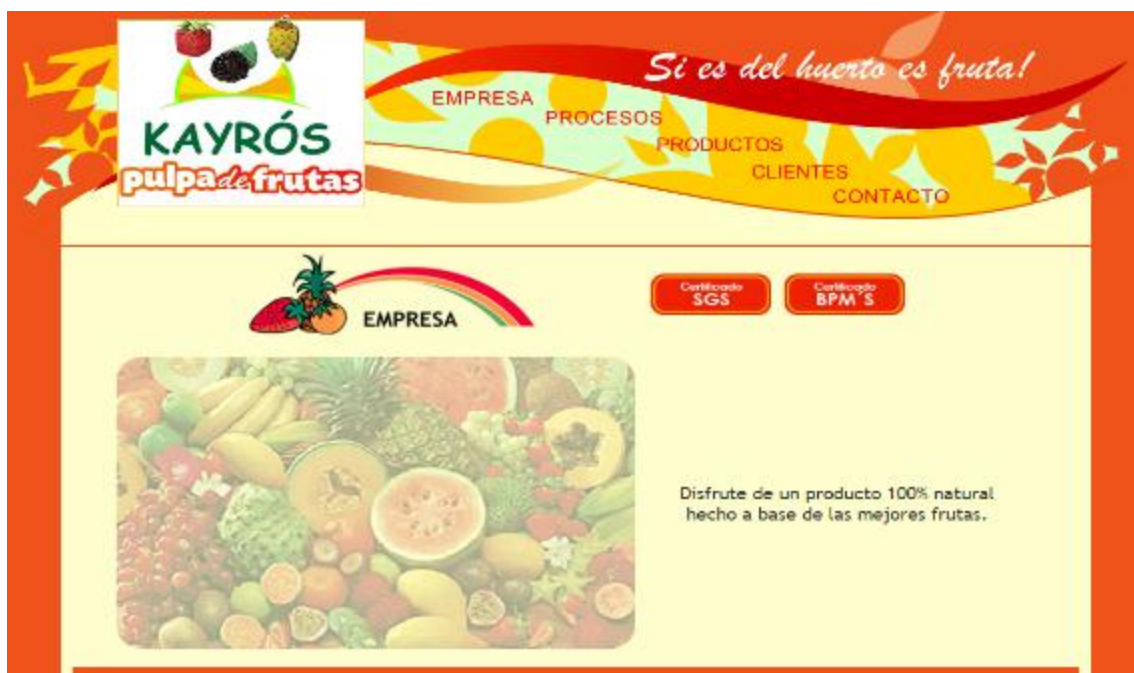 KAYRÓS
pulpa de frutas
Si es del huerto es fruta!
EMPRESA
PROCESOS
PRODUCTOS
CLIENTES
CONTACTO
EMPRESA
Certificado
SGS
Certificado
BPM´S
Disfrute de un producto 100% natural
hecho a base de las mejores frutas.